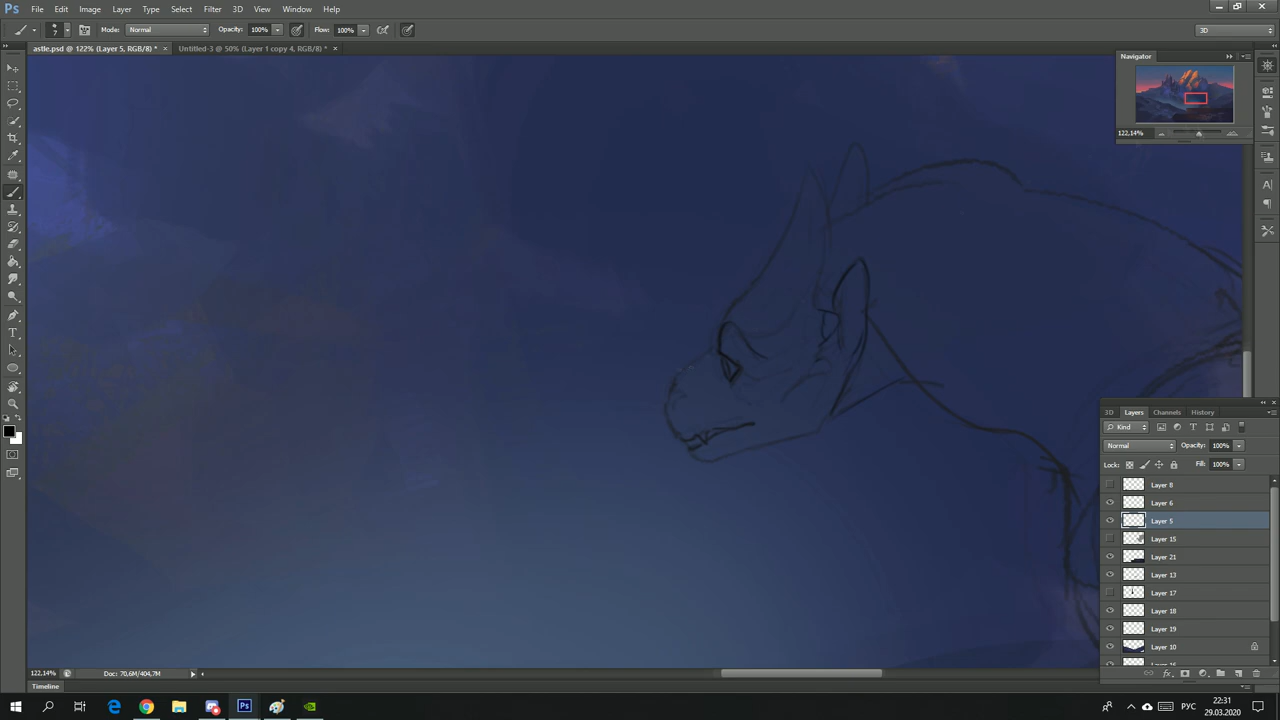 Ps File Edit Image Layer Type Select Filter 3D View Window Help
7 Mode: Normal Opacity: 100% Flow: 100% 3D
astle.psd @ 122% (Layer 5, RGB/8) * × Untitled-3 @ 50% (Layer 1 copy 4, RGB/8) * ×
Navigator
122,14%
3D Layers Channels History
Kind
Normal Opacity: 100%
Lock: Fill: 100%
Layer 8
Layer 6
Layer 5
Layer 15
Layer 21
Layer 13
Layer 17
Layer 18
Layer 19
Layer 10
Layer 16
122,14% Doc: 70,6M/404,7M
Timeline
Ps РУС 22:31
29.03.2020